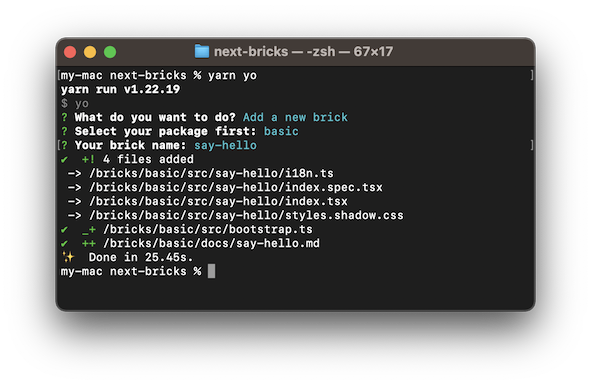 next-bricks — -zsh — 67×17
[my-mac next-bricks % yarn yo ]
yarn run v1.22.19
$ yo
? What do you want to do? Add a new brick
? Select your package first: basic
[? Your brick name: say-hello ]
✔  +! 4 files added
 -> /bricks/basic/src/say-hello/i18n.ts
 -> /bricks/basic/src/say-hello/index.spec.tsx
 -> /bricks/basic/src/say-hello/index.tsx
 -> /bricks/basic/src/say-hello/styles.shadow.css
✔  _+ /bricks/basic/src/bootstrap.ts
✔  ++ /bricks/basic/docs/say-hello.md
✨  Done in 25.45s.
my-mac next-bricks %